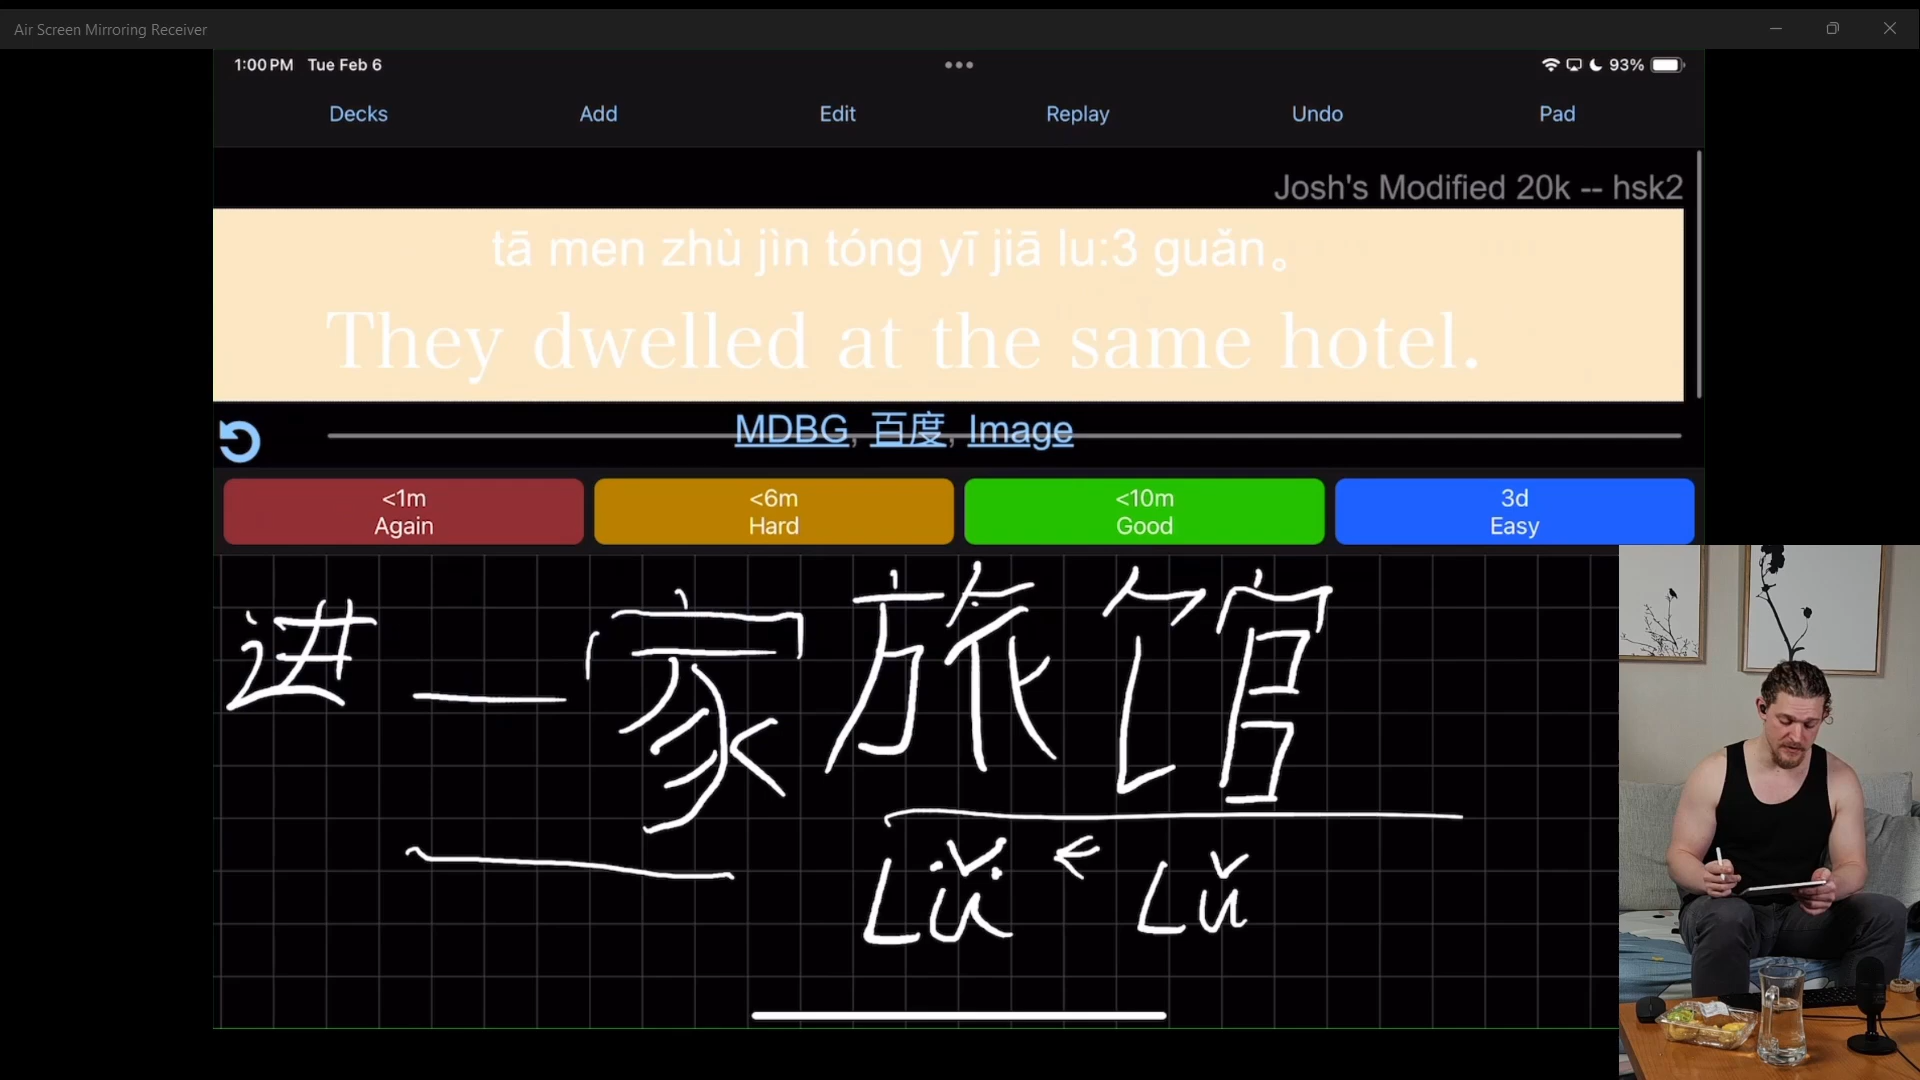 Air Screen Mirroring Receiver
1:00 PM Tue Feb 6 93%
Decks Add Edit Replay Undo Pad
Josh's Modified 20k -- hsk2
tā men zhù jìn tóng yī jiā lu:3 guǎn。
They dwelled at the same hotel.
MDBG, 百度, Image
<1m <6m <10m 3d
Again Hard Good Easy
进一家旅馆
Lǚ ← Lǔ